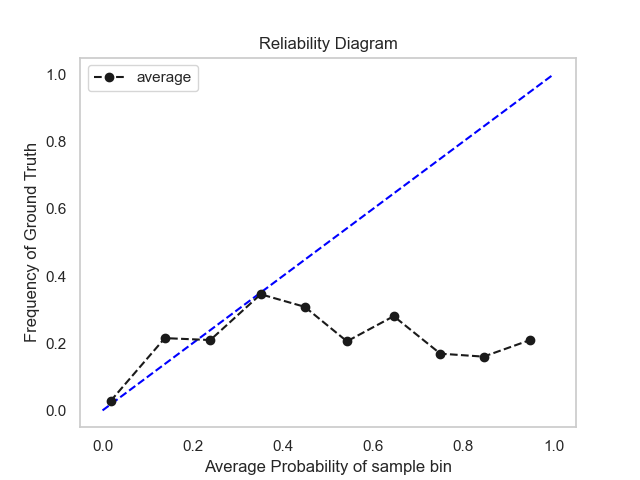 Reliability Diagram
average
1.0
0.8
0.6
0.4
0.2
0.0
Frequency of Ground Truth
0.0 0.2 0.4 0.6 0.8 1.0
Average Probability of sample bin